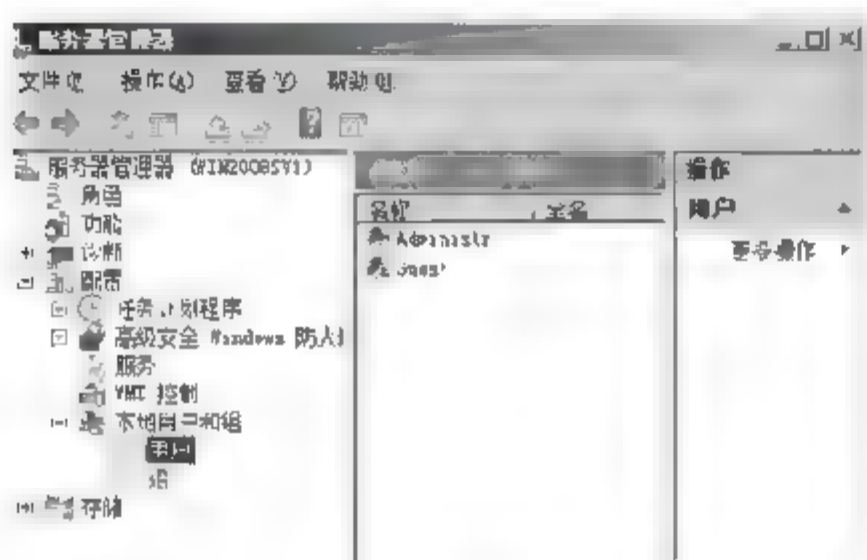 服务器管理器
文件(F) 操作(A) 查看(V) 帮助(H)
服务器管理器 (WIN2008SV1)
角色
功能
诊断
配置
任务计划程序
高级安全 Windows 防火
服务
WMI 控制
本地用户和组
用户
组
存储
名称 全名
Administr
Guest
操作
用户
更多操作